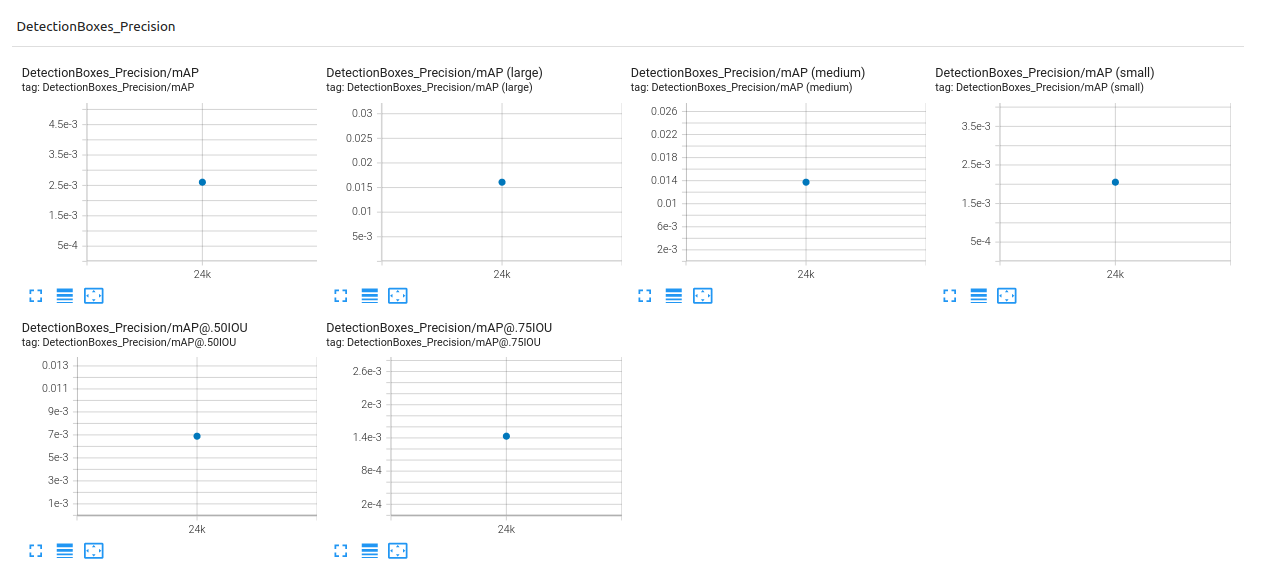 DetectionBoxes_Precision
DetectionBoxes_Precision/mAP
tag: DetectionBoxes_Precision/mAP
4.5e-3
3.5e-3
2.5e-3
1.5e-3
5e-4
24k
DetectionBoxes_Precision/mAP (large)
tag: DetectionBoxes_Precision/mAP (large)
0.03
0.025
0.02
0.015
0.01
5e-3
24k
DetectionBoxes_Precision/mAP (medium)
tag: DetectionBoxes_Precision/mAP (medium)
0.026
0.022
0.018
0.014
0.01
6e-3
2e-3
24k
DetectionBoxes_Precision/mAP (small)
tag: DetectionBoxes_Precision/mAP (small)
3.5e-3
2.5e-3
1.5e-3
5e-4
24k
DetectionBoxes_Precision/mAP@.50IOU
tag: DetectionBoxes_Precision/mAP@.50IOU
0.013
0.011
9e-3
7e-3
5e-3
3e-3
1e-3
24k
DetectionBoxes_Precision/mAP@.75IOU
tag: DetectionBoxes_Precision/mAP@.75IOU
2.6e-3
2e-3
1.4e-3
8e-4
2e-4
24k